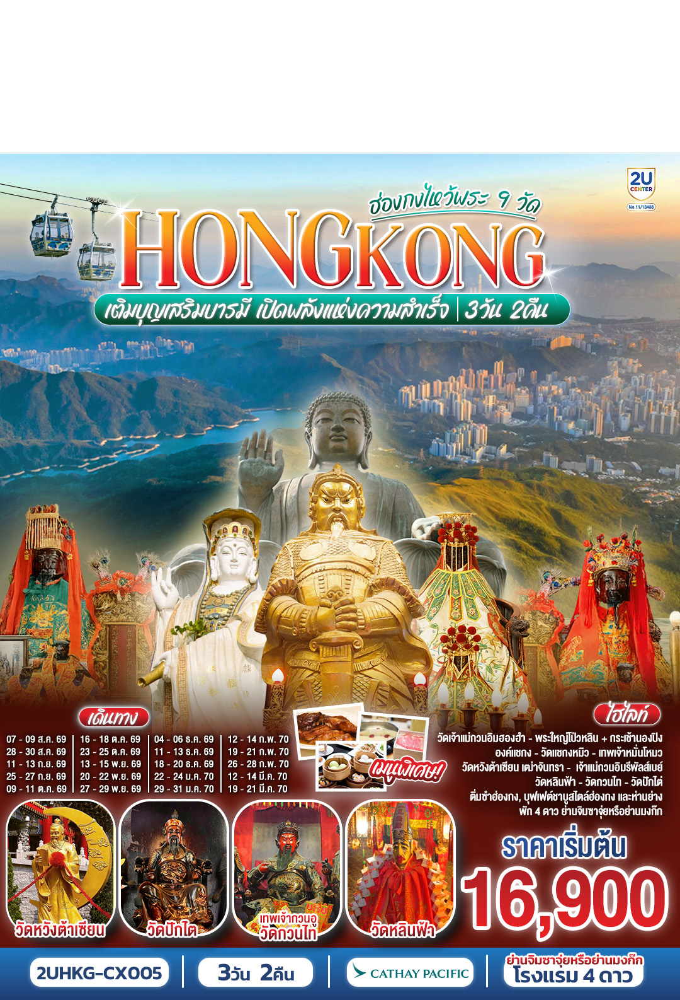 2U
CENTER
No.11/13488
ฮ่องกงไหว้พระ 9 วัด
HONGKONG
เติมบุญเสริมบารมี เปิดพลังแห่งความสำเร็จ | 3วัน 2คืน
เดินทาง
07 - 09 ส.ค. 69 | 16 - 18 ต.ค. 69 | 04 - 06 ธ.ค. 69 | 12 - 14 ก.พ. 70
28 - 30 ส.ค. 69 | 23 - 25 ต.ค. 69 | 11 - 13 ธ.ค. 69 | 19 - 21 ก.พ. 70
11 - 13 ก.ย. 69 | 13 - 15 พ.ย. 69 | 18 - 20 ธ.ค. 69 | 26 - 28 ก.พ. 70
25 - 27 ก.ย. 69 | 20 - 22 พ.ย. 69 | 22 - 24 ม.ค. 70 | 12 - 14 มี.ค. 70
09 - 11 ต.ค. 69 | 27 - 29 พ.ย. 69 | 29 - 31 ม.ค. 70 | 19 - 21 มี.ค. 70
เมนูพิเศษ!
ไฮไลท์
วัดเจ้าแม่กวนอิมฮองฮำ - พระใหญ่โป่วหลิน + กระเช้านองปิง
องค์แชกง - วัดแชกงหมิว - เทพเจ้าหมั่นโหมว
วัดหวังต้าเซียน เฒ่าจันทรา - เจ้าแม่กวนอิมรีพัลส์เบย์
วัดหลินฟ้า - วัดกวนไท - วัดปักไต่
ติ่มซำฮ่องกง, บุฟเฟต์ชาบูสไตล์ฮ่องกง และห่านย่าง
พัก 4 ดาว ย่านจิมซาจุ่ยหรือย่านมงก๊ก
วัดหวังต้าเซียน
วัดปักไต
เทพเจ้ากวนอู
วัดกวนไท
วัดหลินฟ้า
ราคาเริ่มต้น
16,900
2UHKG-CX005
3วัน 2คืน
CATHAY PACIFIC
ย่านจิมซาจุ่ยหรือย่านมงก๊ก
โรงแรม 4 ดาว